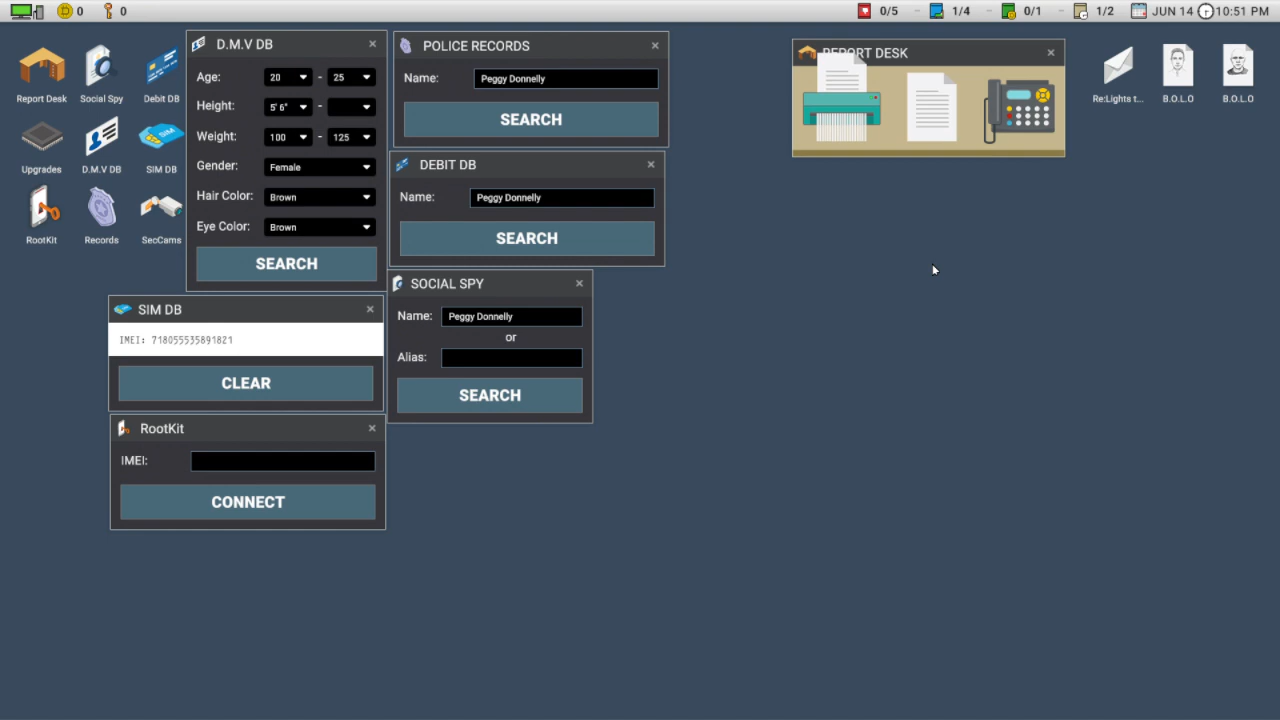 0 0 0/5 1/4 0/1 1/2 JUN 14 10:51 PM
Report Desk
Social Spy
Debit DB
Upgrades
D.M.V DB
SIM DB
RootKit
Records
SecCams
D.M.V DB
Age: 20 - 25
Height: 5' 6" -
Weight: 100 - 125
Gender: Female
Hair Color: Brown
Eye Color: Brown
SEARCH
POLICE RECORDS
Name: Peggy Donnelly
SEARCH
DEBIT DB
Name: Peggy Donnelly
SEARCH
SOCIAL SPY
Name: Peggy Donnelly
or
Alias:
SEARCH
SIM DB
IMEI: 718055535891821
CLEAR
RootKit
IMEI:
CONNECT
REPORT DESK
Re:Lights t...
B.O.L.O
B.O.L.O